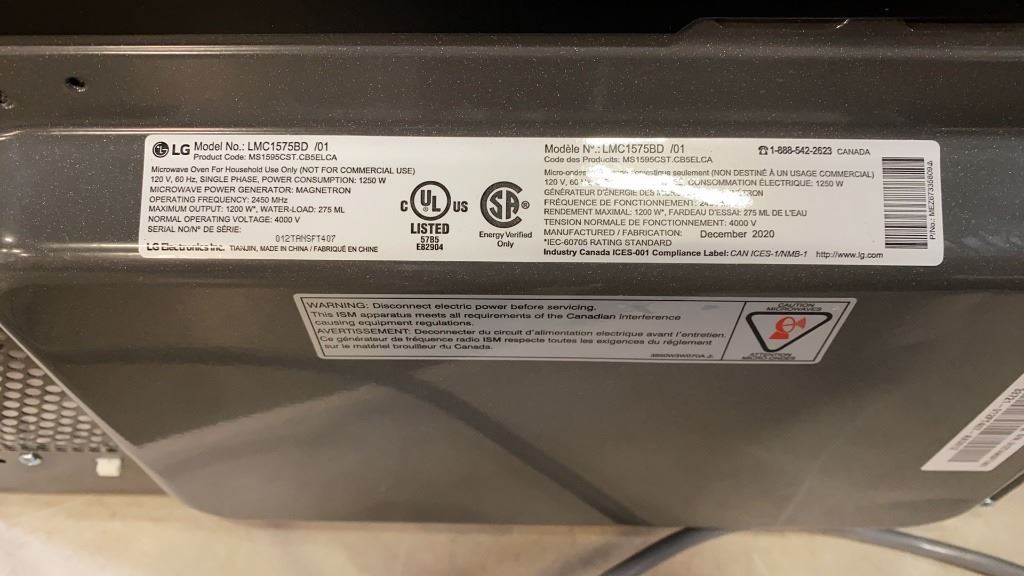 LG Model No.: LMC1575BD /01
Product Code: MS1595CST.CB5ELCA
Microwave Oven For Household Use Only (NOT FOR COMMERCIAL USE)
120 V, 60 Hz, SINGLE PHASE, POWER CONSUMPTION: 1250 W
MICROWAVE POWER GENERATOR: MAGNETRON
OPERATING FREQUENCY: 2450 MHz
MAXIMUM OUTPUT: 1200 W*, WATER-LOAD: 275 ML
NORMAL OPERATING VOLTAGE: 4000 V
SERIAL NO/N° DE SÉRIE:
012TAMSFT407
LG Electronics Inc. TIANJIN, MADE IN CHINA / FABRIQUÉ EN CHINE
C UL US
LISTED
57B5
E82904
SA ®
Energy Verified
Only
Modèle N°.: LMC1575BD /01
Code des Produits: MS1595CST.CB5ELCA
☎1-888-542-2623 CANADA
seulement (NON DESTINÉ À UN USAGE COMMERCIAL)
120 V, CONSOMMATION ÉLECTRIQUE: 1250 W
GÉNÉRATEUR D'ÉNERGIE DES
FRÉQUENCE DE FONCTIONNEMENT:
RENDEMENT MAXIMAL: 1200 W*, FARDEAU D'ESSAI: 275 ML DE L'EAU
TENSION NORMALE DE FONCTIONNEMENT: 4000 V
MANUFACTURED / FABRICATION: December 2020
*IEC-60705 RATING STANDARD
Industry Canada ICES-001 Compliance Label: CAN ICES-1/NMB-1 http://www.lg.com
P/No.: MEZ67335809
WARNING: Disconnect electric power before servicing.
This ISM apparatus meets all requirements of the Canadian Interference
causing equipment regulations.
AVERTISSEMENT: Deconnecter du circuit d'alimentation electrique avant l'entretien.
Ce générateur de fréquence radio ISM respecte toutes les exigences du règlement
sur le matériel brouilleur du Canada.
CAUTION
MICROWAVES
ATTENTION
MICRO-ONDES